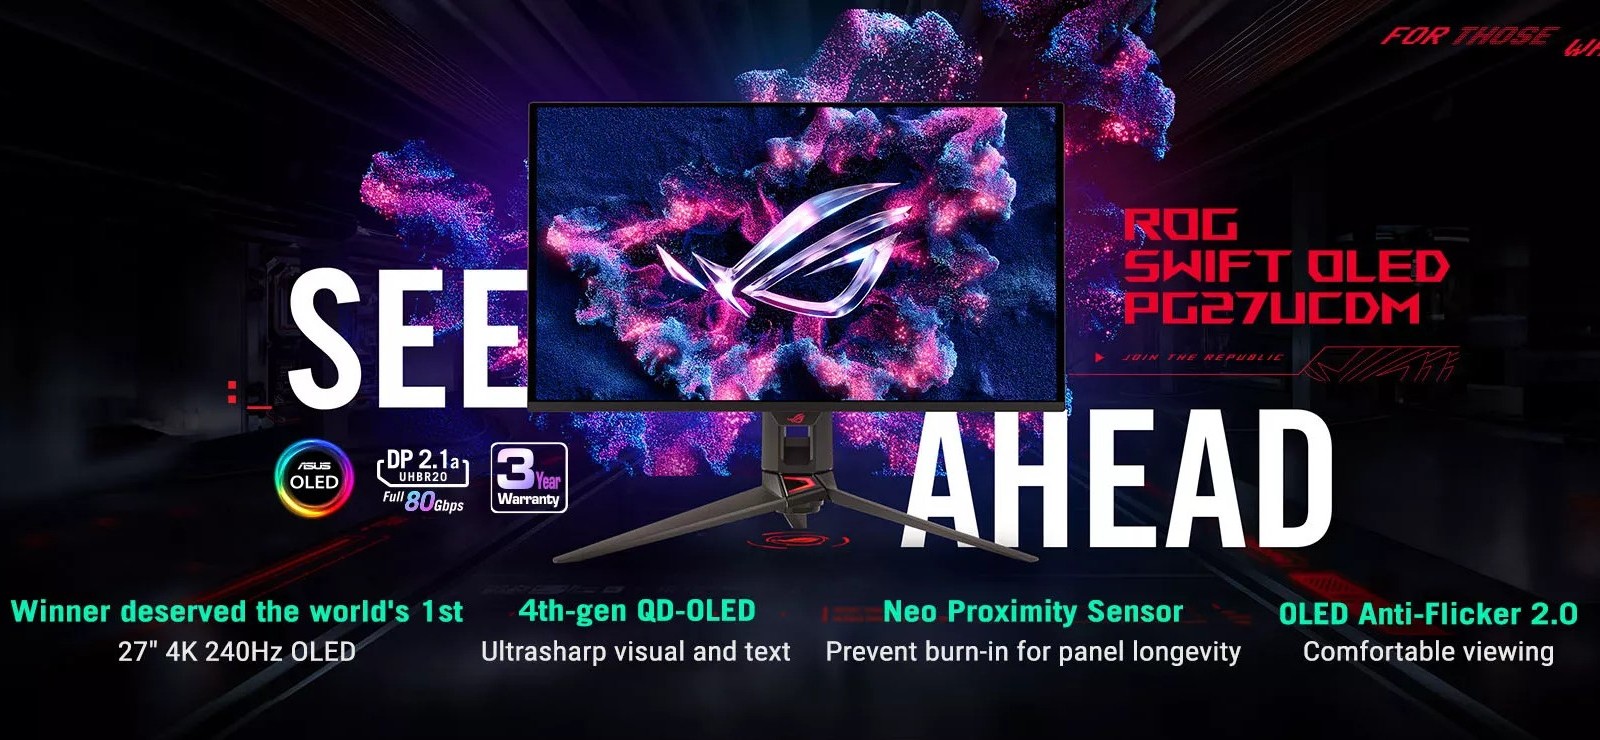 FOR THOSE
ROG
SWIFT OLED
PG27UCDM
JOIN THE REPUBLIC
SEE
AHEAD
ASUS
OLED
DP 2.1a
UHBR20
Full 80Gbps
3 Year
Warranty
Winner deserved the world's 1st
27" 4K 240Hz OLED
4th-gen QD-OLED
Ultrasharp visual and text
Neo Proximity Sensor
Prevent burn-in for panel longevity
OLED Anti-Flicker 2.0
Comfortable viewing